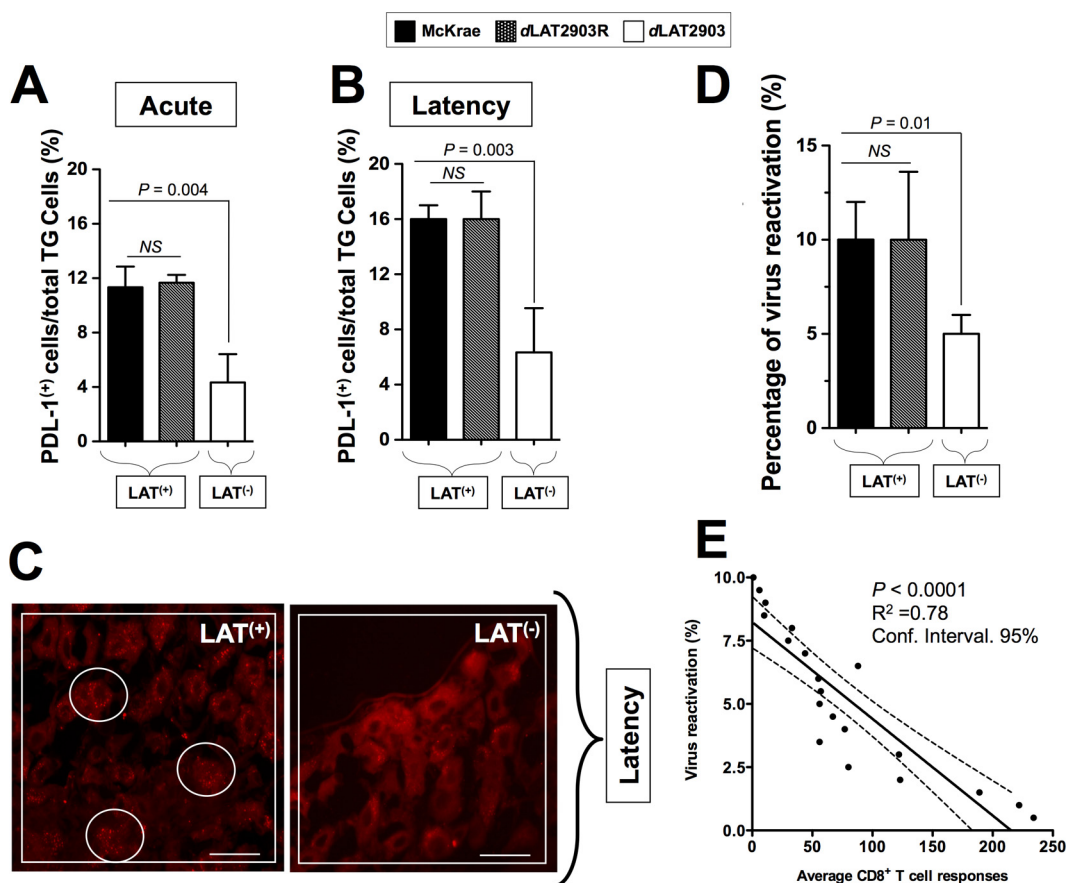 McKrae dLAT2903R dLAT2903
A
Acute
PDL-1(+) cells/total TG Cells (%)
20
16
12
8
4
0
P = 0.004
NS
LAT(+) LAT(-)
B
Latency
PDL-1(+) cells/total TG Cells (%)
20
16
12
8
4
0
P = 0.003
NS
LAT(+) LAT(-)
D
Percentage of virus reactivation (%)
15
10
5
0
P = 0.01
NS
LAT(+) LAT(-)
C
LAT(+)
LAT(-)
Latency
E
Virus reactivation (%)
10.0
7.5
5.0
2.5
0.0
P < 0.0001
R² =0.78
Conf. Interval. 95%
0 50 100 150 200 250
Average CD8⁺ T cell responses